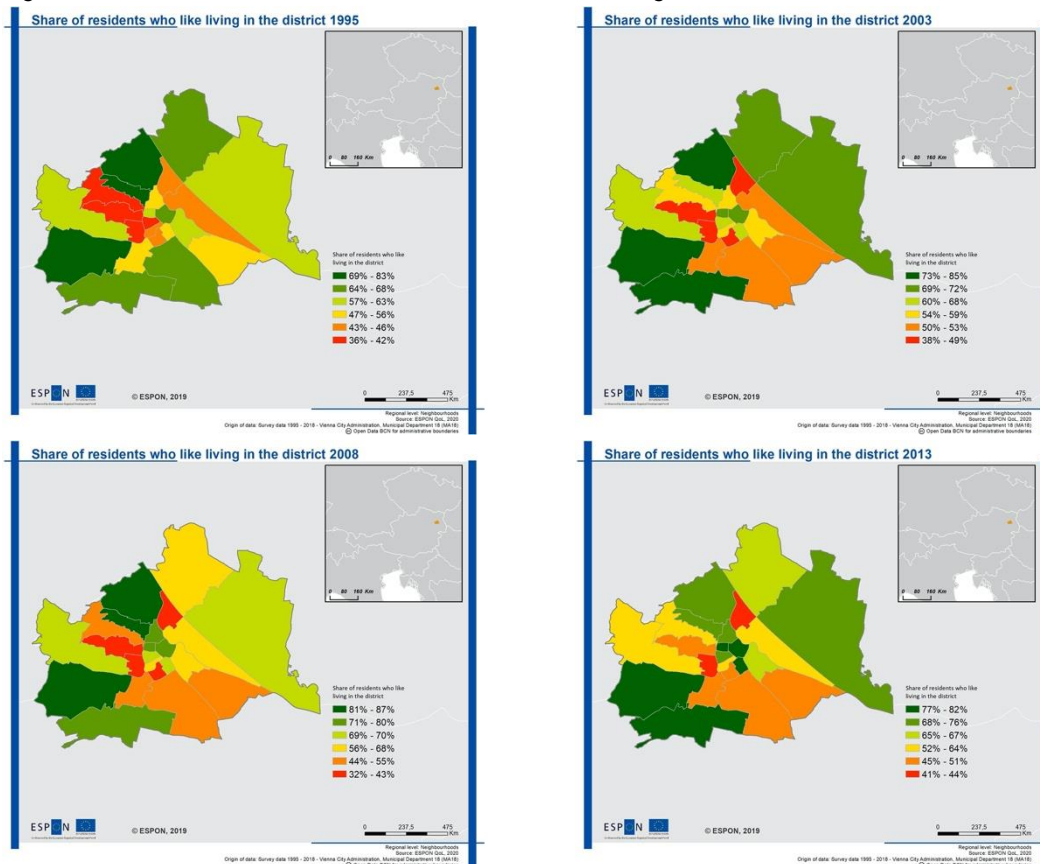 Share of residents who like living in the district 1995
0 80 160 Km
Share of residents who like
living in the district
69% - 83%
64% - 68%
57% - 63%
47% - 56%
43% - 46%
36% - 42%
ESPON
© ESPON, 2019
0 237,5 475
Km
Regional level: Neighbourhoods
Source: ESPON QoL, 2020
Origin of data: Survey data 1995 - 2018 - Vienna City Administration, Municipal Department 18 (MA18)
Open Data BCN for administrative boundaries
Share of residents who like living in the district 2003
0 80 160 Km
Share of residents who like
living in the district
73% - 85%
69% - 72%
60% - 68%
54% - 59%
50% - 53%
38% - 49%
ESPON
© ESPON, 2019
0 237,5 475
Km
Regional level: Neighbourhoods
Source: ESPON QoL, 2020
Origin of data: Survey data 1995 - 2018 - Vienna City Administration, Municipal Department 18 (MA18)
Open Data BCN for administrative boundaries
Share of residents who like living in the district 2008
0 80 160 Km
Share of residents who like
living in the district
81% - 87%
71% - 80%
69% - 70%
56% - 68%
44% - 55%
32% - 43%
ESPON
© ESPON, 2019
0 237,5 475
Km
Regional level: Neighbourhoods
Source: ESPON QoL, 2020
Origin of data: Survey data 1995 - 2018 - Vienna City Administration, Municipal Department 18 (MA18)
Share of residents who like living in the district 2013
0 80 160 Km
Share of residents who like
living in the district
77% - 82%
68% - 76%
65% - 67%
52% - 64%
45% - 51%
41% - 44%
ESPON
© ESPON, 2019
0 237,5 475
Km
Regional level: Neighbourhoods
Source: ESPON QoL, 2020
Origin of data: Survey data 1995 - 2018 - Vienna City Administration, Municipal Department 18 (MA18)